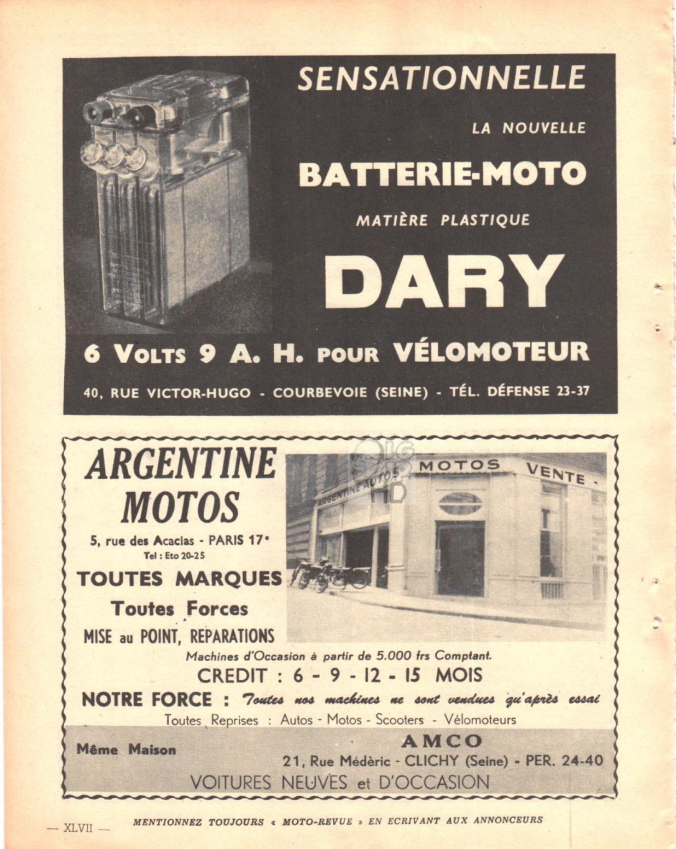 SENSATIONNELLE
LA NOUVELLE
BATTERIE-MOTO
MATIÈRE PLASTIQUE
DARY
6 VOLTS 9 A. H. POUR VÉLOMOTEUR
40, RUE VICTOR-HUGO - COURBEVOIE (SEINE) - TÉL. DÉFENSE 23-37
ARGENTINE
MOTOS
5, rue des Acacias - PARIS 17e
Tel : Eto 20-25
TOUTES MARQUES
Toutes Forces
MISE au POINT, REPARATIONS
ARGENTINE AUTOS MOTOS VENTE -
Machines d'Occasion à partir de 5.000 frs Comptant.
CREDIT : 6 - 9 - 12 - 15 MOIS
NOTRE FORCE : Toutes nos machines ne sont vendues qu'après essai
Toutes Reprises : Autos - Motos - Scooters - Vélomoteurs
Même Maison
AMCO
21, Rue Médèric - CLICHY (Seine) - PER. 24-40
VOITURES NEUVES et D'OCCASION
— XLVII —
MENTIONNEZ TOUJOURS « MOTO-REVUE » EN ECRIVANT AUX ANNONCEURS